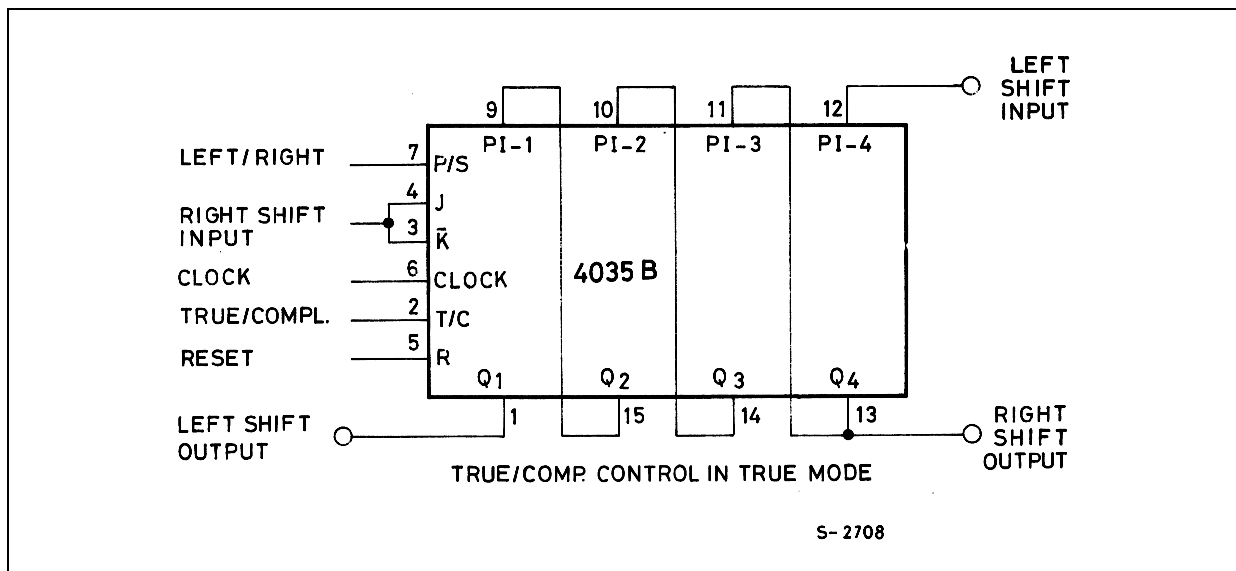 LEFT
SHIFT
INPUT
9
10
11
12
PI-1
PI-2
PI-3
PI-4
LEFT/RIGHT
7
P/S
4
J
RIGHT SHIFT
INPUT
3
K̄
CLOCK
6
CLOCK
4035 B
TRUE/COMPL.
2
T/C
RESET
5
R
Q1
Q2
Q3
Q4
LEFT SHIFT
OUTPUT
1
15
14
13
RIGHT
SHIFT
OUTPUT
TRUE/COMP. CONTROL IN TRUE MODE
S-2708